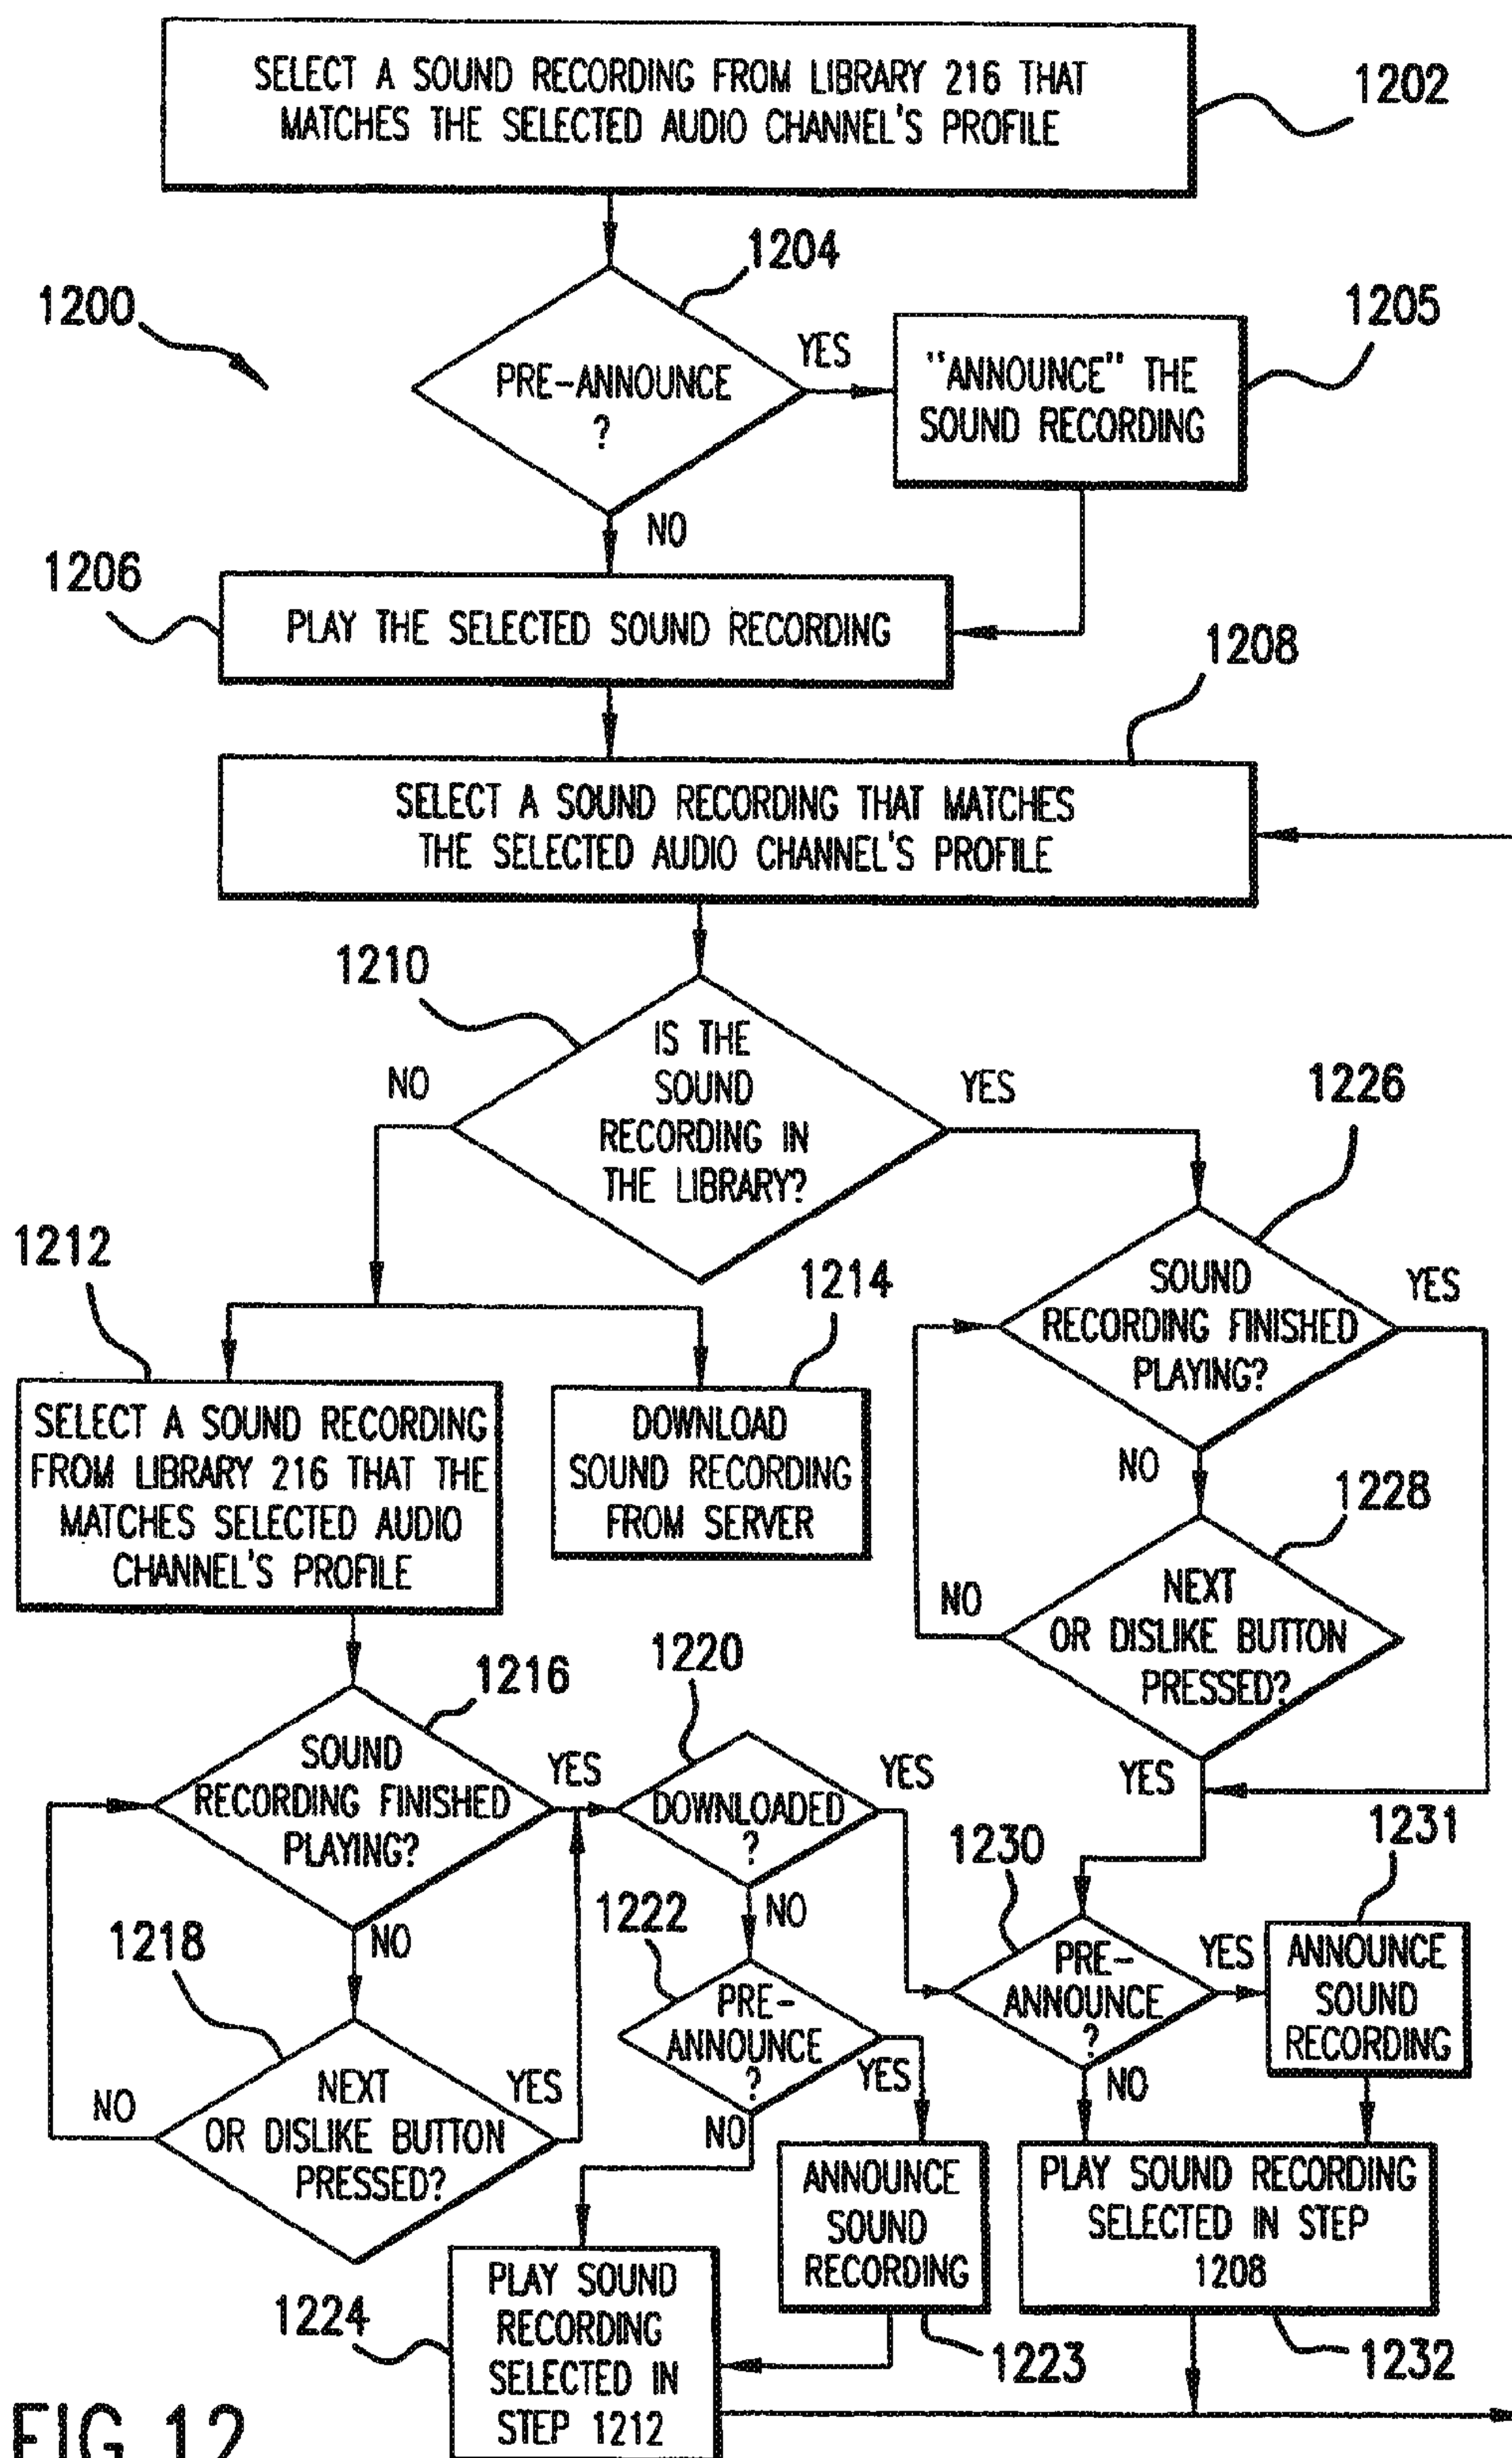 SELECT A SOUND RECORDING FROM LIBRARY 216 THAT
MATCHES THE SELECTED AUDIO CHANNEL'S PROFILE
1202
1204
1200
PRE-ANNOUNCE
?
YES
1205
"ANNOUNCE" THE
SOUND RECORDING
NO
1206
PLAY THE SELECTED SOUND RECORDING
1208
SELECT A SOUND RECORDING THAT MATCHES
THE SELECTED AUDIO CHANNEL'S PROFILE
1210
IS THE
SOUND
RECORDING IN
THE LIBRARY?
NO
YES
1226
1212
1214
SOUND
RECORDING FINISHED
PLAYING?
YES
NO
SELECT A SOUND RECORDING
FROM LIBRARY 216 THAT THE
MATCHES SELECTED AUDIO
CHANNEL'S PROFILE
DOWNLOAD
SOUND RECORDING
FROM SERVER
1228
NEXT
OR DISLIKE BUTTON
PRESSED?
NO
YES
1216
SOUND
RECORDING FINISHED
PLAYING?
YES
NO
1220
DOWNLOADED
?
YES
NO
1218
NEXT
OR DISLIKE BUTTON
PRESSED?
NO
YES
1222
PRE-
ANNOUNCE
?
YES
NO
1230
PRE-
ANNOUNCE
?
YES
NO
1231
ANNOUNCE
SOUND
RECORDING
ANNOUNCE
SOUND
RECORDING
1223
PLAY SOUND RECORDING
SELECTED IN STEP
1208
1232
1224
PLAY SOUND
RECORDING
SELECTED IN
STEP 1212
FIG.12